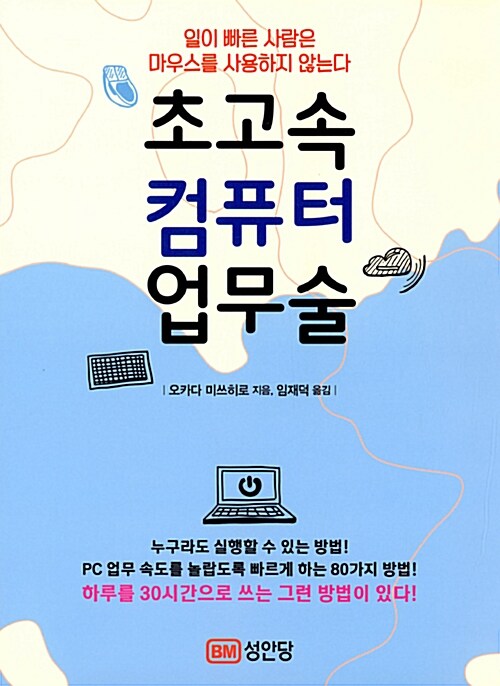 일이 빠른 사람은
마우스를 사용하지 않는다
초고속
컴퓨터
업무술
| 오카다 미쓰히로 지음, 임재덕 옮김 |
누구라도 실행할 수 있는 방법!
PC 업무 속도를 놀랍도록 빠르게 하는 80가지 방법!
하루를 30시간으로 쓰는 그런 방법이 있다!
BM 성안당